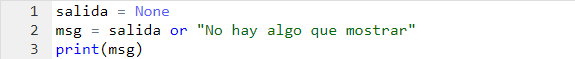 1 salida = None
2 msg = salida or "No hay algo que mostrar"
3 print(msg)